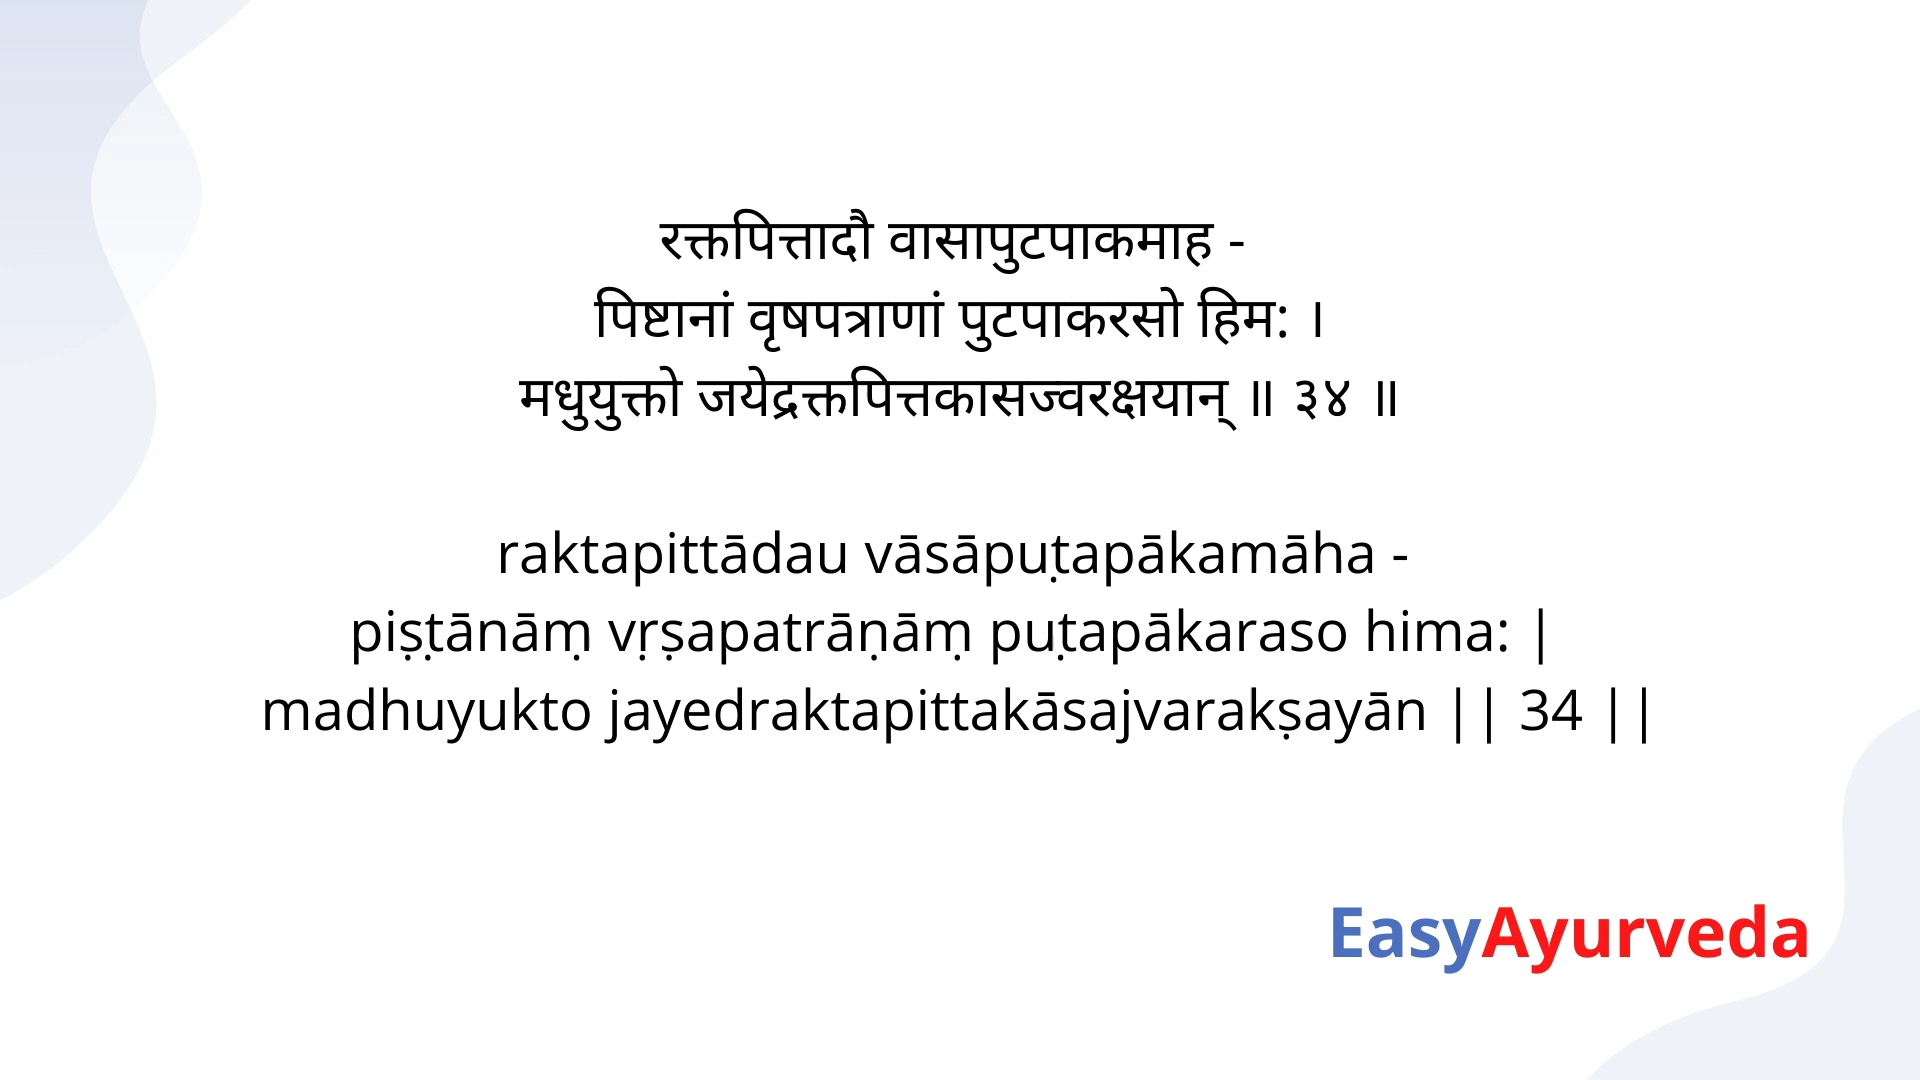 रक्तपित्तादौ वासापुटपाकमाह -
पिष्टानां वृषपत्राणां पुटपाकरसो हिम: ।
मधुयुक्तो जयेद्रक्तपित्तकासज्वरक्षयान् ॥ ३४ ॥
raktapittādau vāsāpuṭapākamāha -
piṣṭānāṃ vṛṣapatrāṇāṃ puṭapākaraso hima: |
madhuyukto jayedraktapittakāsajvarakṣayān || 34 ||
EasyAyurveda